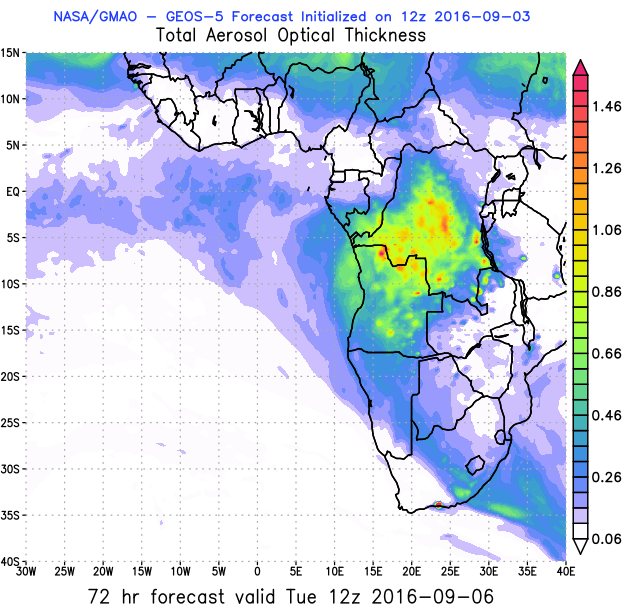 NASA/GMAO - GEOS-5 Forecast Initialized on 12z 2016-09-03
Total Aerosol Optical Thickness
15N
10N
5N
EQ
5S
10S
15S
20S
25S
30S
35S
40S
30W 25W 20W 15W 10W 5W 0 5E 10E 15E 20E 25E 30E 35E 40E
1.46
1.26
1.06
0.86
0.66
0.46
0.26
0.06
72 hr forecast valid Tue 12z 2016-09-06